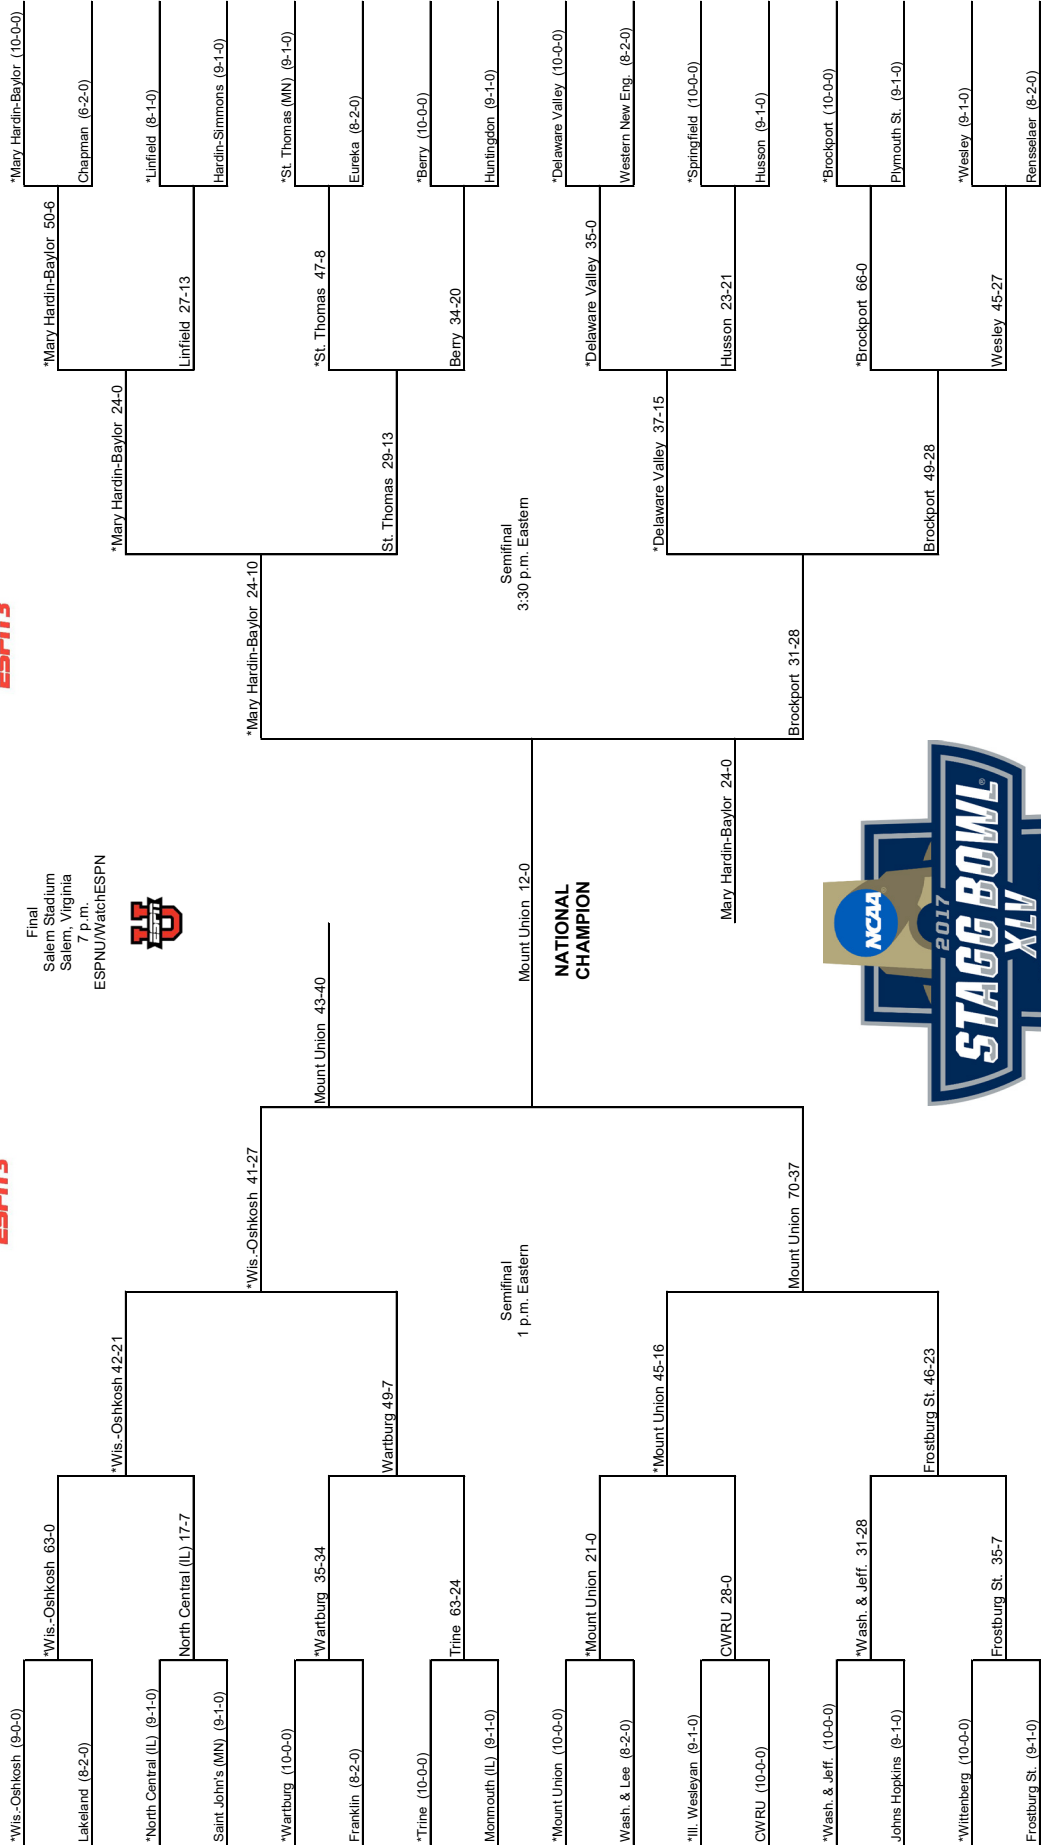 *Wis.-Oshkosh (9-0-0)
Lakeland (8-2-0)
*North Central (IL) (9-1-0)
Saint John's (MN) (9-1-0)
*Wartburg (10-0-0)
Franklin (8-2-0)
*Trine (10-0-0)
Monmouth (IL) (9-1-0)
*Mount Union (10-0-0)
Wash. & Lee (8-2-0)
*Ill. Wesleyan (9-1-0)
CWRU (10-0-0)
*Wash. & Jeff. (10-0-0)
Johns Hopkins (9-1-0)
*Wittenberg (10-0-0)
Frostburg St. (9-1-0)
*Wis.-Oshkosh 63-0
North Central (IL) 17-7
*Wartburg 35-34
Trine 63-24
*Mount Union 21-0
CWRU 28-0
*Wash. & Jeff. 31-28
Frostburg St. 35-7
*Wis.-Oshkosh 42-21
Wartburg 49-7
*Mount Union 45-16
Frostburg St. 46-23
*Wis.-Oshkosh 41-27
Semifinal
1 p.m. Eastern
Mount Union 70-37
ESPN3
Mount Union 43-40
Final
Salem Stadium
Salem, Virginia
7 p.m.
ESPNU/WatchESPN
U
ESPN
Mount Union 12-0
NATIONAL
CHAMPION
Mary Hardin-Baylor 24-0
NCAA
2017
STAGG BOWL®
XLV
ESPN3
*Mary Hardin-Baylor 24-10
Semifinal
3:30 p.m. Eastern
Brockport 31-28
*Mary Hardin-Baylor 24-0
St. Thomas 29-13
*Delaware Valley 37-15
Brockport 49-28
*Mary Hardin-Baylor 50-6
Linfield 27-13
*St. Thomas 47-8
Berry 34-20
*Delaware Valley 35-0
Husson 23-21
*Brockport 66-0
Wesley 45-27
*Mary Hardin-Baylor (10-0-0)
Chapman (6-2-0)
*Linfield (8-1-0)
Hardin-Simmons (9-1-0)
*St. Thomas (MN) (9-1-0)
Eureka (8-2-0)
*Berry (10-0-0)
Huntingdon (9-1-0)
*Delaware Valley (10-0-0)
Western New Eng. (8-2-0)
*Springfield (10-0-0)
Husson (9-1-0)
*Brockport (10-0-0)
Plymouth St. (9-1-0)
*Wesley (9-1-0)
Rensselaer (8-2-0)